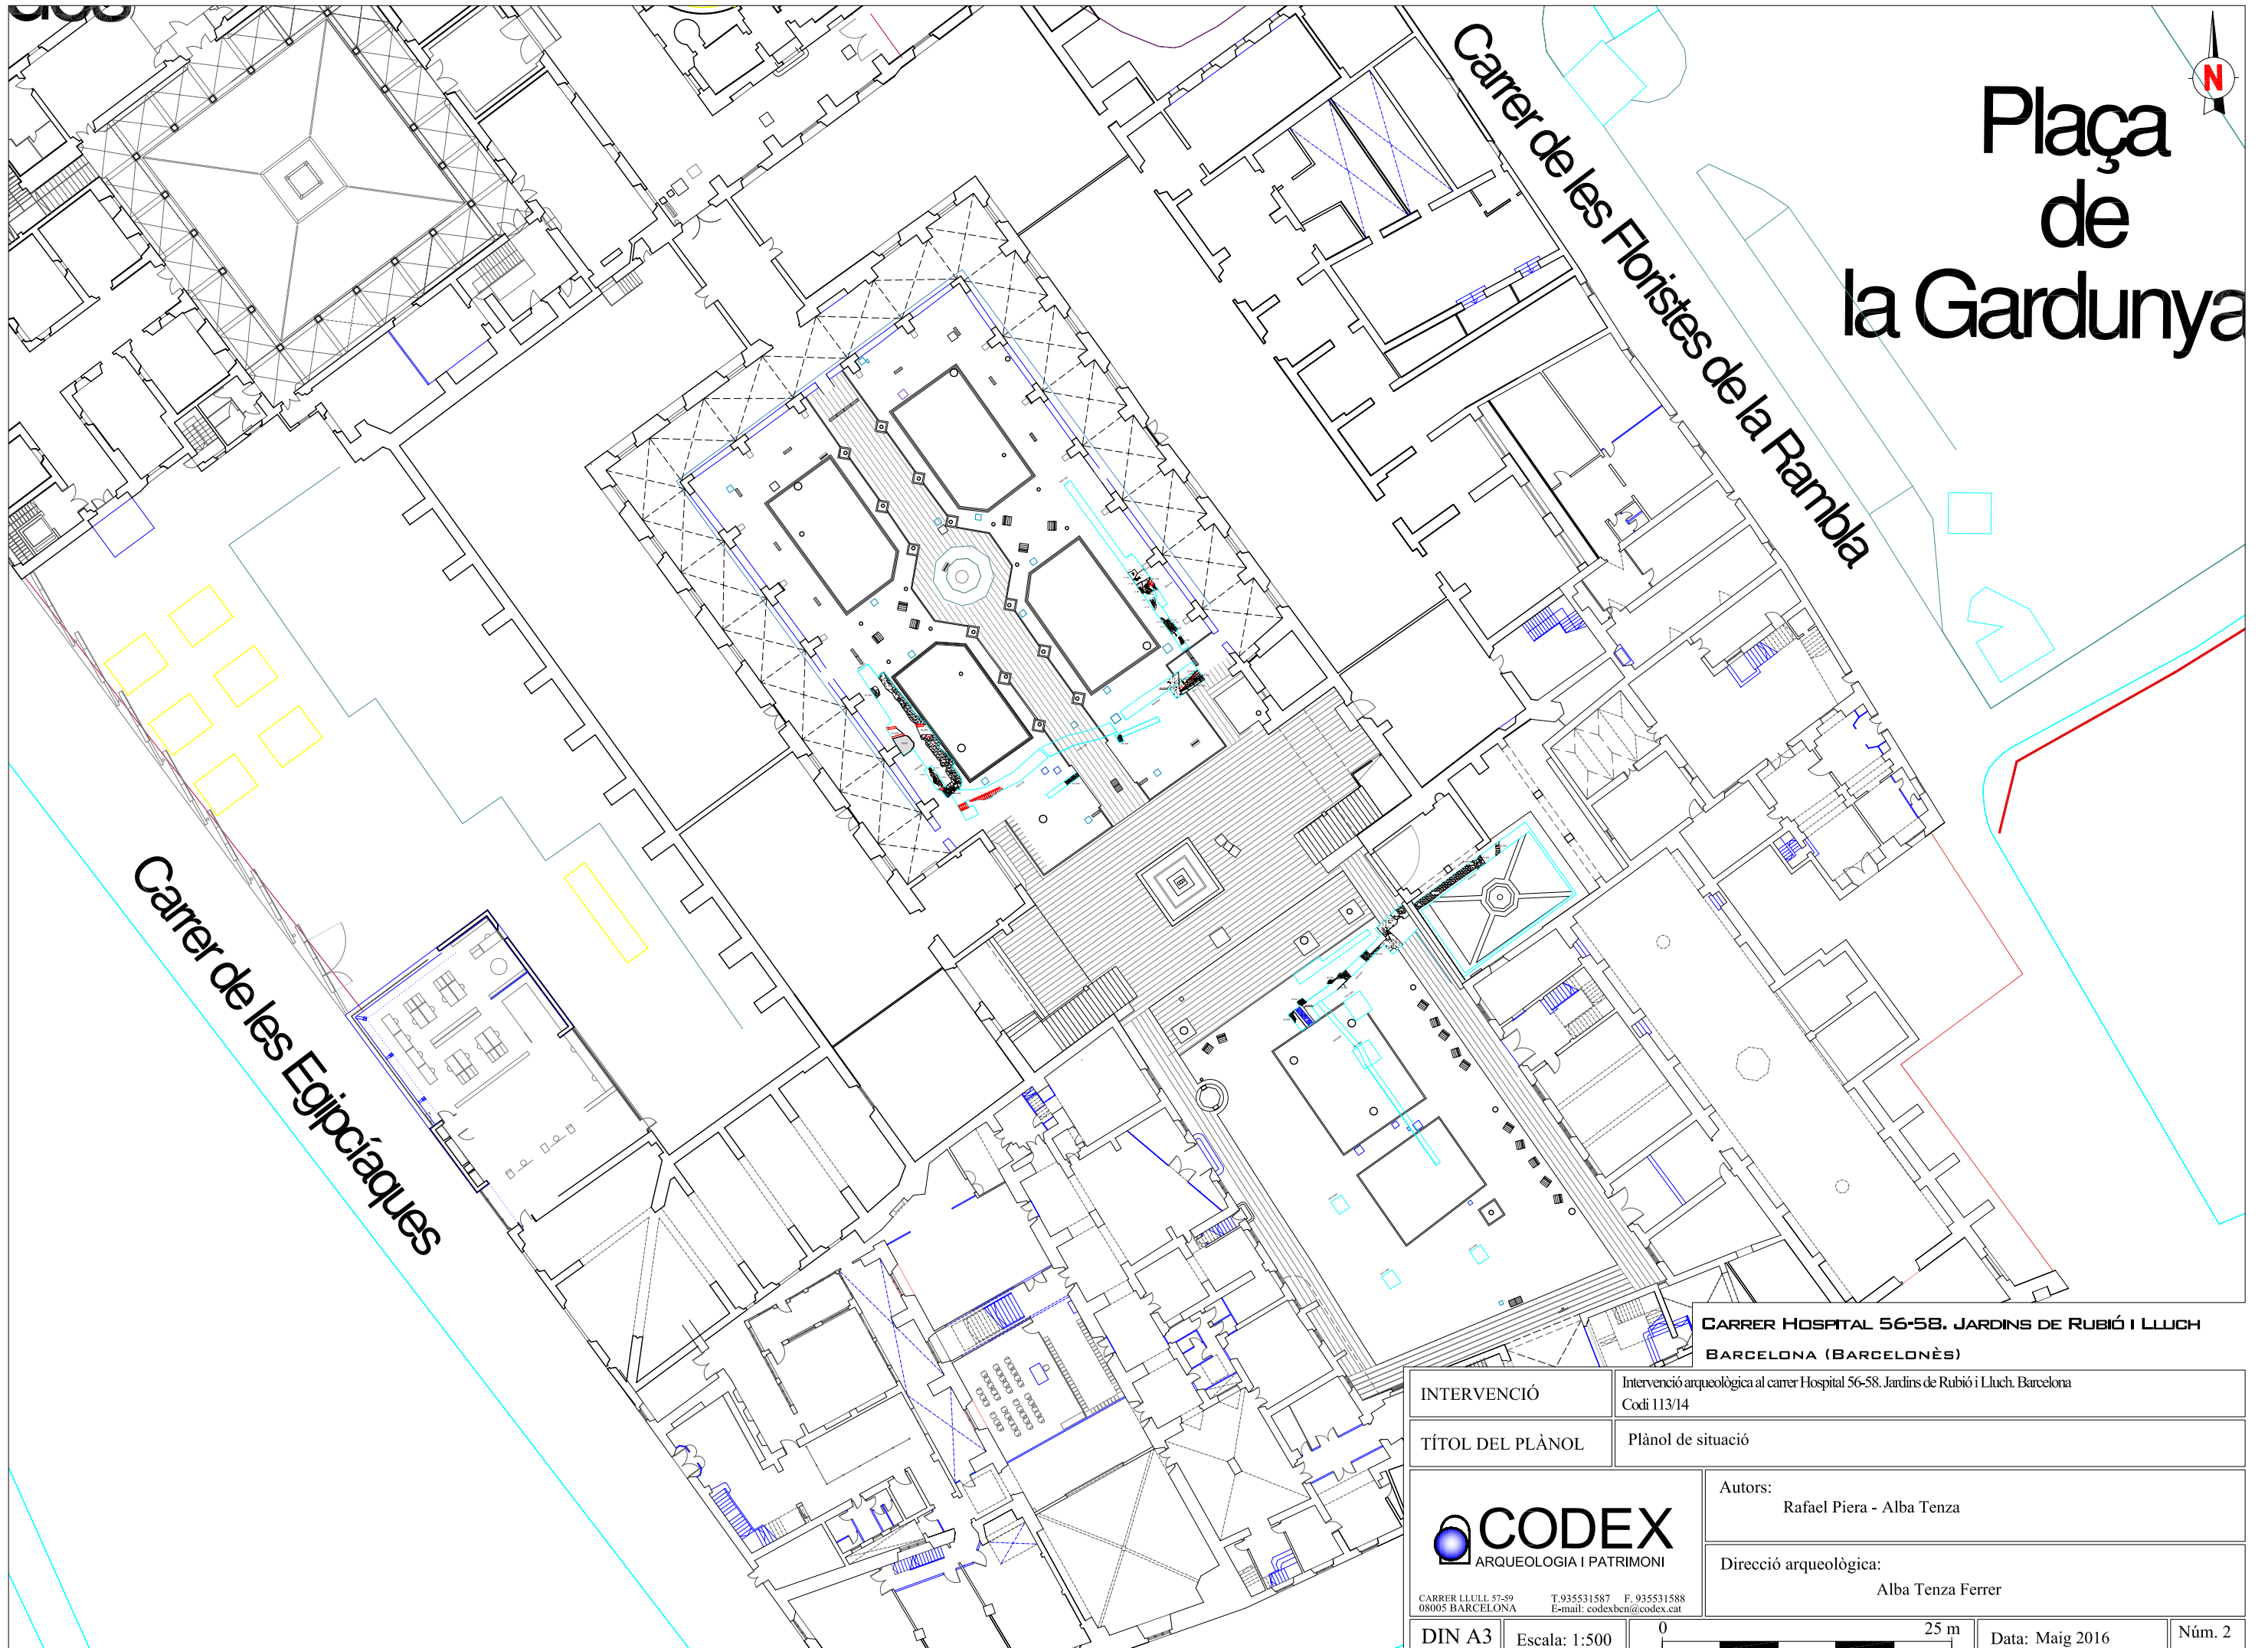 Plaça
de
la Gardunya
N
Carrer de les Floristes de la Rambla
Carrer de les Egipcíaques
CARRER HOSPITAL 56-58. JARDINS DE RUBIÓ I LLUCH
BARCELONA (BARCELONÈS)
INTERVENCIÓ
Intervenció arqueològica al carrer Hospital 56-58. Jardins de Rubió i Lluch. Barcelona
Codi 113/14
TÍTOL DEL PLÀNOL
Plànol de situació
CODEX
ARQUEOLOGIA I PATRIMONI
CARRER LLULL 57-59 T.935531587 F. 935531588
08005 BARCELONA E-mail: codexbcn@codex.cat
Autors:
Rafael Piera - Alba Tenza
Direcció arqueològica:
Alba Tenza Ferrer
DIN A3
Escala: 1:500
0 25 m
Data: Maig 2016
Núm. 2